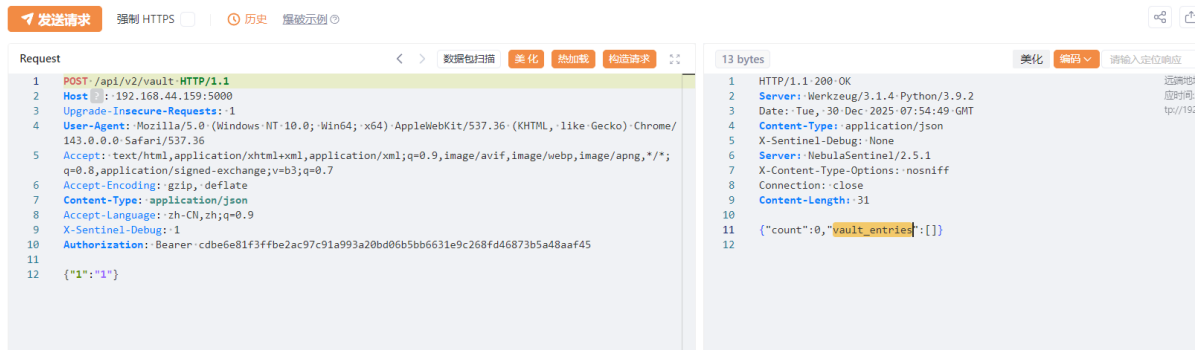 发送请求 强制 HTTPS 历史 爆破示例
Request 数据包扫描 美化 热加载 构造请求
1 POST /api/v2/vault HTTP/1.1
2 Host ? : 192.168.44.159:5000
3 Upgrade-Insecure-Requests: 1
4 User-Agent: Mozilla/5.0 (Windows NT 10.0; Win64; x64) AppleWebKit/537.36 (KHTML, like Gecko) Chrome/
143.0.0.0 Safari/537.36
5 Accept: text/html,application/xhtml+xml,application/xml;q=0.9,image/avif,image/webp,image/apng,*/*;
q=0.8,application/signed-exchange;v=b3;q=0.7
6 Accept-Encoding: gzip, deflate
7 Content-Type: application/json
8 Accept-Language: zh-CN,zh;q=0.9
9 X-Sentinel-Debug: 1
10 Authorization: Bearer cdbe6e81f3ffbe2ac97c91a993a20bd06b5bb6631e9c268fd46873b5a48aaf45
11
12 {"1":"1"}
13 bytes 美化 编码 请输入定位响应
1 HTTP/1.1 200 OK
2 Server: Werkzeug/3.1.4 Python/3.9.2
3 Date: Tue, 30 Dec 2025 07:54:49 GMT
4 Content-Type: application/json
5 X-Sentinel-Debug: None
6 Server: NebulaSentinel/2.5.1
7 X-Content-Type-Options: nosniff
8 Connection: close
9 Content-Length: 31
10
11 {"count":0,"vault_entries":[]}
12
远端地
应时间:
tp://192